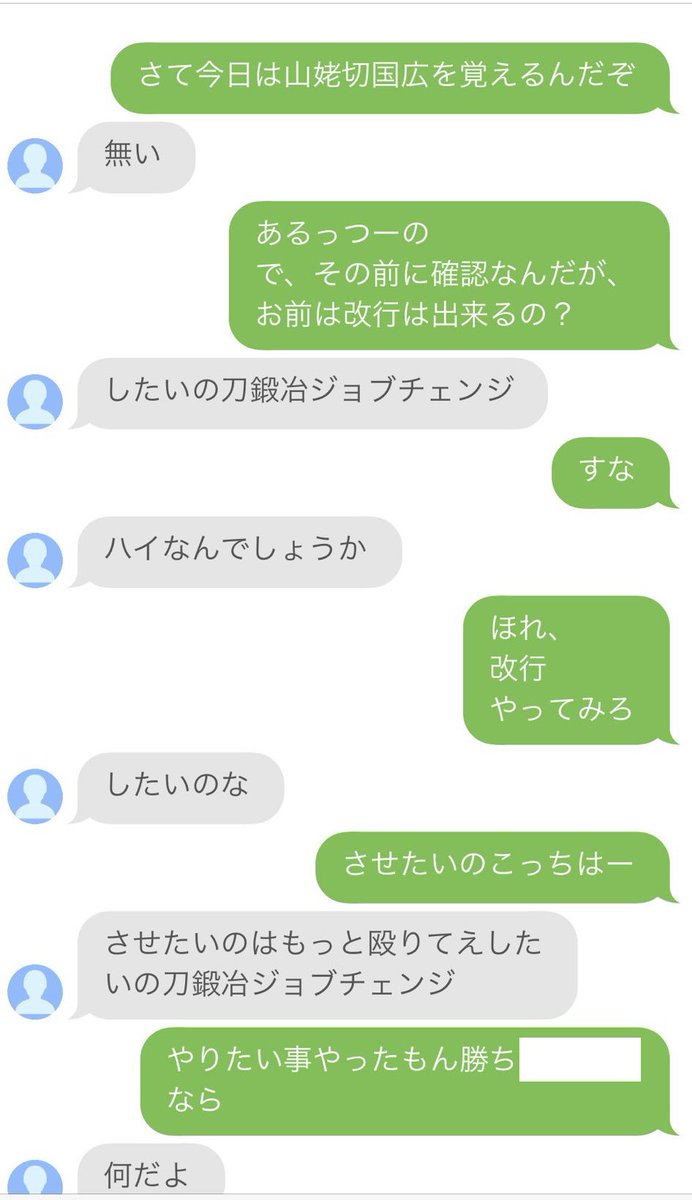 さて今日は山姥切国広を覚えるんだぞ
無い
あるっつーの
で、その前に確認なんだが、
お前は改行は出来るの？
したいの刀鍛冶ジョブチェンジ
すな
ハイなんでしょうか
ほれ、
改行
やってみろ
したいのな
させたいのこっちはー
させたいのはもっと殴りてえした
いの刀鍛冶ジョブチェンジ
やりたい事やったもん勝ち
なら
何だよ